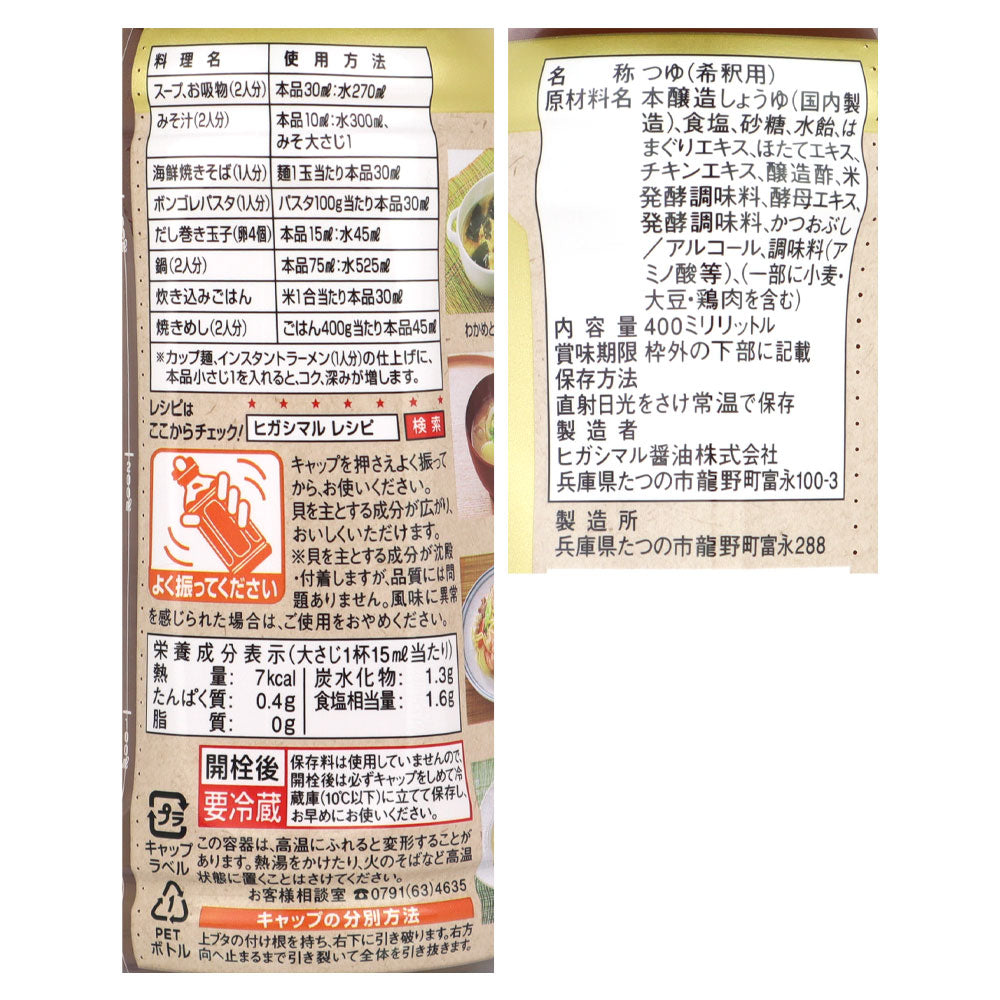 料理名 使用方法
スープ、お吸物(2人分) 本品30㎖:水270㎖
みそ汁(2人分) 本品10㎖:水300㎖、
みそ大さじ1
海鮮焼きそば(1人分) 麺1玉当たり本品30㎖
ボンゴレパスタ(1人分) パスタ100g当たり本品30㎖
だし巻き玉子(卵4個) 本品15㎖:水45㎖
鍋(2人分) 本品75㎖:水525㎖
炊き込みごはん 米1合当たり本品30㎖
焼きめし(2人分) ごはん400g当たり本品45㎖
※カップ麺、インスタントラーメン(1人分)の仕上げに、
本品小さじ1を入れると、コク、深みが増します。
レシピは
ここからチェック! ヒガシマル レシピ 検索
キャップを押さえよく振って
から、お使いください。
貝を主とする成分が広がり、
おいしくいただけます。
※貝を主とする成分が沈殿
・付着しますが、品質には問
題ありません。風味に異常
を感じられた場合は、ご使用をおやめください。
よく振ってください
栄養成分表示(大さじ1杯15㎖当たり)
熱量: 7kcal 炭水化物: 1.3g
たんぱく質: 0.4g 食塩相当量: 1.6g
脂質: 0g
開栓後
要冷蔵
保存料は使用していませんので、
開栓後は必ずキャップをしめて冷
蔵庫(10℃以下)に立てて保存し、
お早めにお使いください。
プラ
キャップ
ラベル
この容器は、高温にふれると変形することが
あります。熱湯をかけたり、火のそばなど高温
状態に置くことはさけてください。
お客様相談室 ☎0791(63)4635
1
PET
ボトル
キャップの分別方法
上ブタの付け根を持ち、右下に引き破ります。右方
向へ止まるまで引き裂いて全体を引き抜きます。
わかめと
200㎖
100㎖
名称 つゆ(希釈用)
原材料名 本醸造しょうゆ(国内製
造)、食塩、砂糖、水飴、は
まぐりエキス、ほたてエキス、
チキンエキス、醸造酢、米
発酵調味料、酵母エキス、
発酵調味料、かつおぶし
/アルコール、調味料(ア
ミノ酸等)、(一部に小麦・
大豆・鶏肉を含む)
内容量 400ミリリットル
賞味期限 枠外の下部に記載
保存方法
直射日光をさけ常温で保存
製造者
ヒガシマル醤油株式会社
兵庫県たつの市龍野町富永100-3
製造所
兵庫県たつの市龍野町富永288